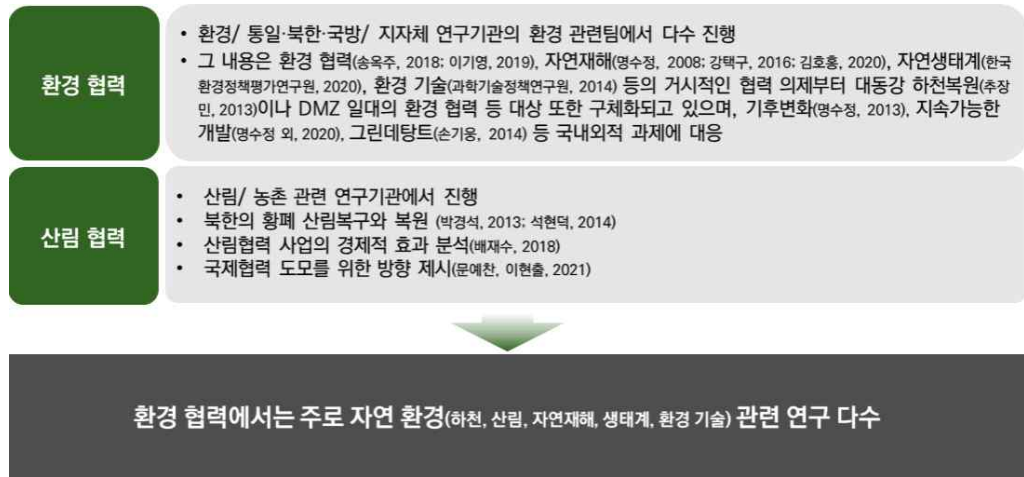 환경 협력
• 환경/ 통일·북한·국방/ 지자체 연구기관의 환경 관련팀에서 다수 진행
• 그 내용은 환경 협력(송옥주, 2018; 이기영, 2019), 자연재해(명수정, 2008; 강택구, 2016; 김호홍, 2020), 자연생태계(한국
환경정책평가연구원, 2020), 환경 기술(과학기술정책연구원, 2014) 등의 거시적인 협력 의제부터 대동강 하천복원(추장
민, 2013)이나 DMZ 일대의 환경 협력 등 대상 또한 구체화되고 있으며, 기후변화(명수정, 2013), 지속가능한
개발(명수정 외, 2020), 그린데탕트(손기웅, 2014) 등 국내외적 과제에 대응
산림 협력
• 산림/ 농촌 관련 연구기관에서 진행
• 북한의 황폐 산림복구와 복원 (박경석, 2013; 석현덕, 2014)
• 산림협력 사업의 경제적 효과 분석(배재수, 2018)
• 국제협력 도모를 위한 방향 제시(문예찬, 이현출, 2021)
환경 협력에서는 주로 자연 환경(하천, 산림, 자연재해, 생태계, 환경 기술) 관련 연구 다수